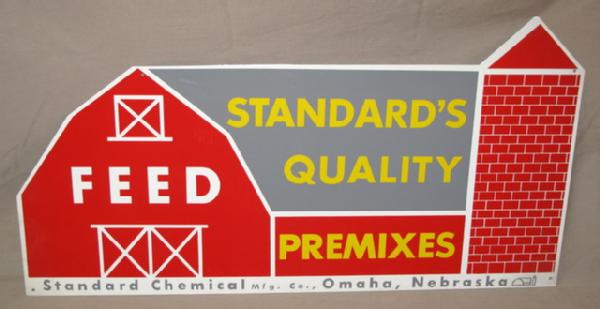 STANDARD'S
QUALITY
FEED
PREMIXES
Standard Chemical Mfg. Co., Omaha, Nebraska